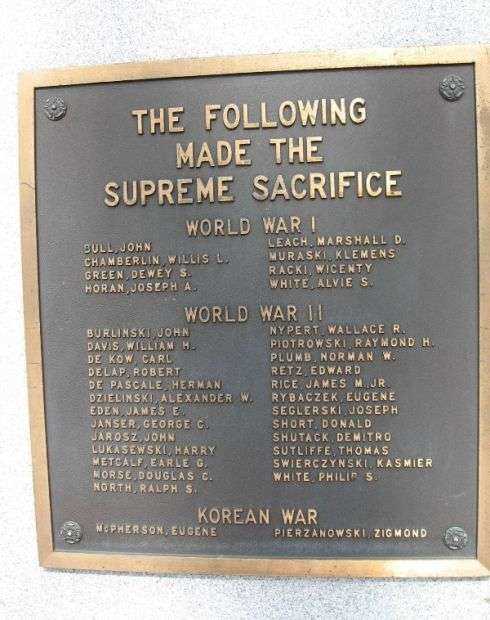 THE FOLLOWING
MADE THE
SUPREME SACRIFICE
WORLD WAR I
BULL, JOHN
CHAMBERLIN, WILLIS L.
GREEN, DEWEY S.
HORAN, JOSEPH A.
LEACH, MARSHALL D.
MURASKI, KLEMENS
RACKI, WICENTY
WHITE, ALVIE S.
WORLD WAR II
BURLINSKI, JOHN
DAVIS, WILLIAM H.
DE KOW, CARL
DELAP, ROBERT
DE PASCALE, HERMAN
DZIELINSKI, ALEXANDER W.
EDEN, JAMES E.
JANSER, GEORGE C.
JAROSZ, JOHN
LUKASEWSKI, HARRY
METCALF, EARLE G.
MORSE, DOUGLAS C.
NORTH, RALPH S.
NYPERT, WALLACE R.
PIOTROWSKI, RAYMOND H.
PLUMB, NORMAN W.
RETZ, EDWARD
RICE, JAMES M. JR.
RYBACZEK, EUGENE
SEGLERSKI, JOSEPH
SHORT, DONALD
SHUTACK, DEMITRO
SUTLIFFE, THOMAS
SWIERCZYNSKI, KASMIER
WHITE, PHILIP S.
KOREAN WAR
McPHERSON, EUGENE
PIERZANOWSKI, ZIGMOND